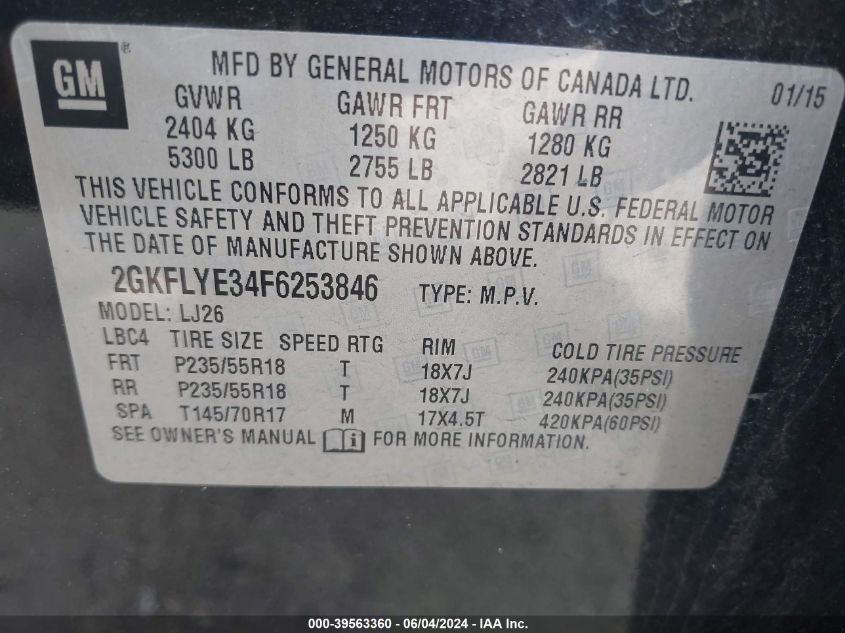 GM ®
MFD BY GENERAL MOTORS OF CANADA LTD. 01/15
GVWR GAWR FRT GAWR RR
2404 KG 1250 KG 1280 KG
5300 LB 2755 LB 2821 LB
THIS VEHICLE CONFORMS TO ALL APPLICABLE U.S. FEDERAL MOTOR
VEHICLE SAFETY AND THEFT PREVENTION STANDARDS IN EFFECT ON
THE DATE OF MANUFACTURE SHOWN ABOVE.
2GKFLYE34F6253846 TYPE: M.P.V.
MODEL: LJ26
LBC4 TIRE SIZE SPEED RTG RIM COLD TIRE PRESSURE
FRT P235/55R18 T 18X7J 240KPA(35PSI)
RR P235/55R18 T 18X7J 240KPA(35PSI)
SPA T145/70R17 M 17X4.5T 420KPA(60PSI)
SEE OWNER'S MANUAL i FOR MORE INFORMATION.
000-39563360 - 06/04/2024 - IAA Inc.